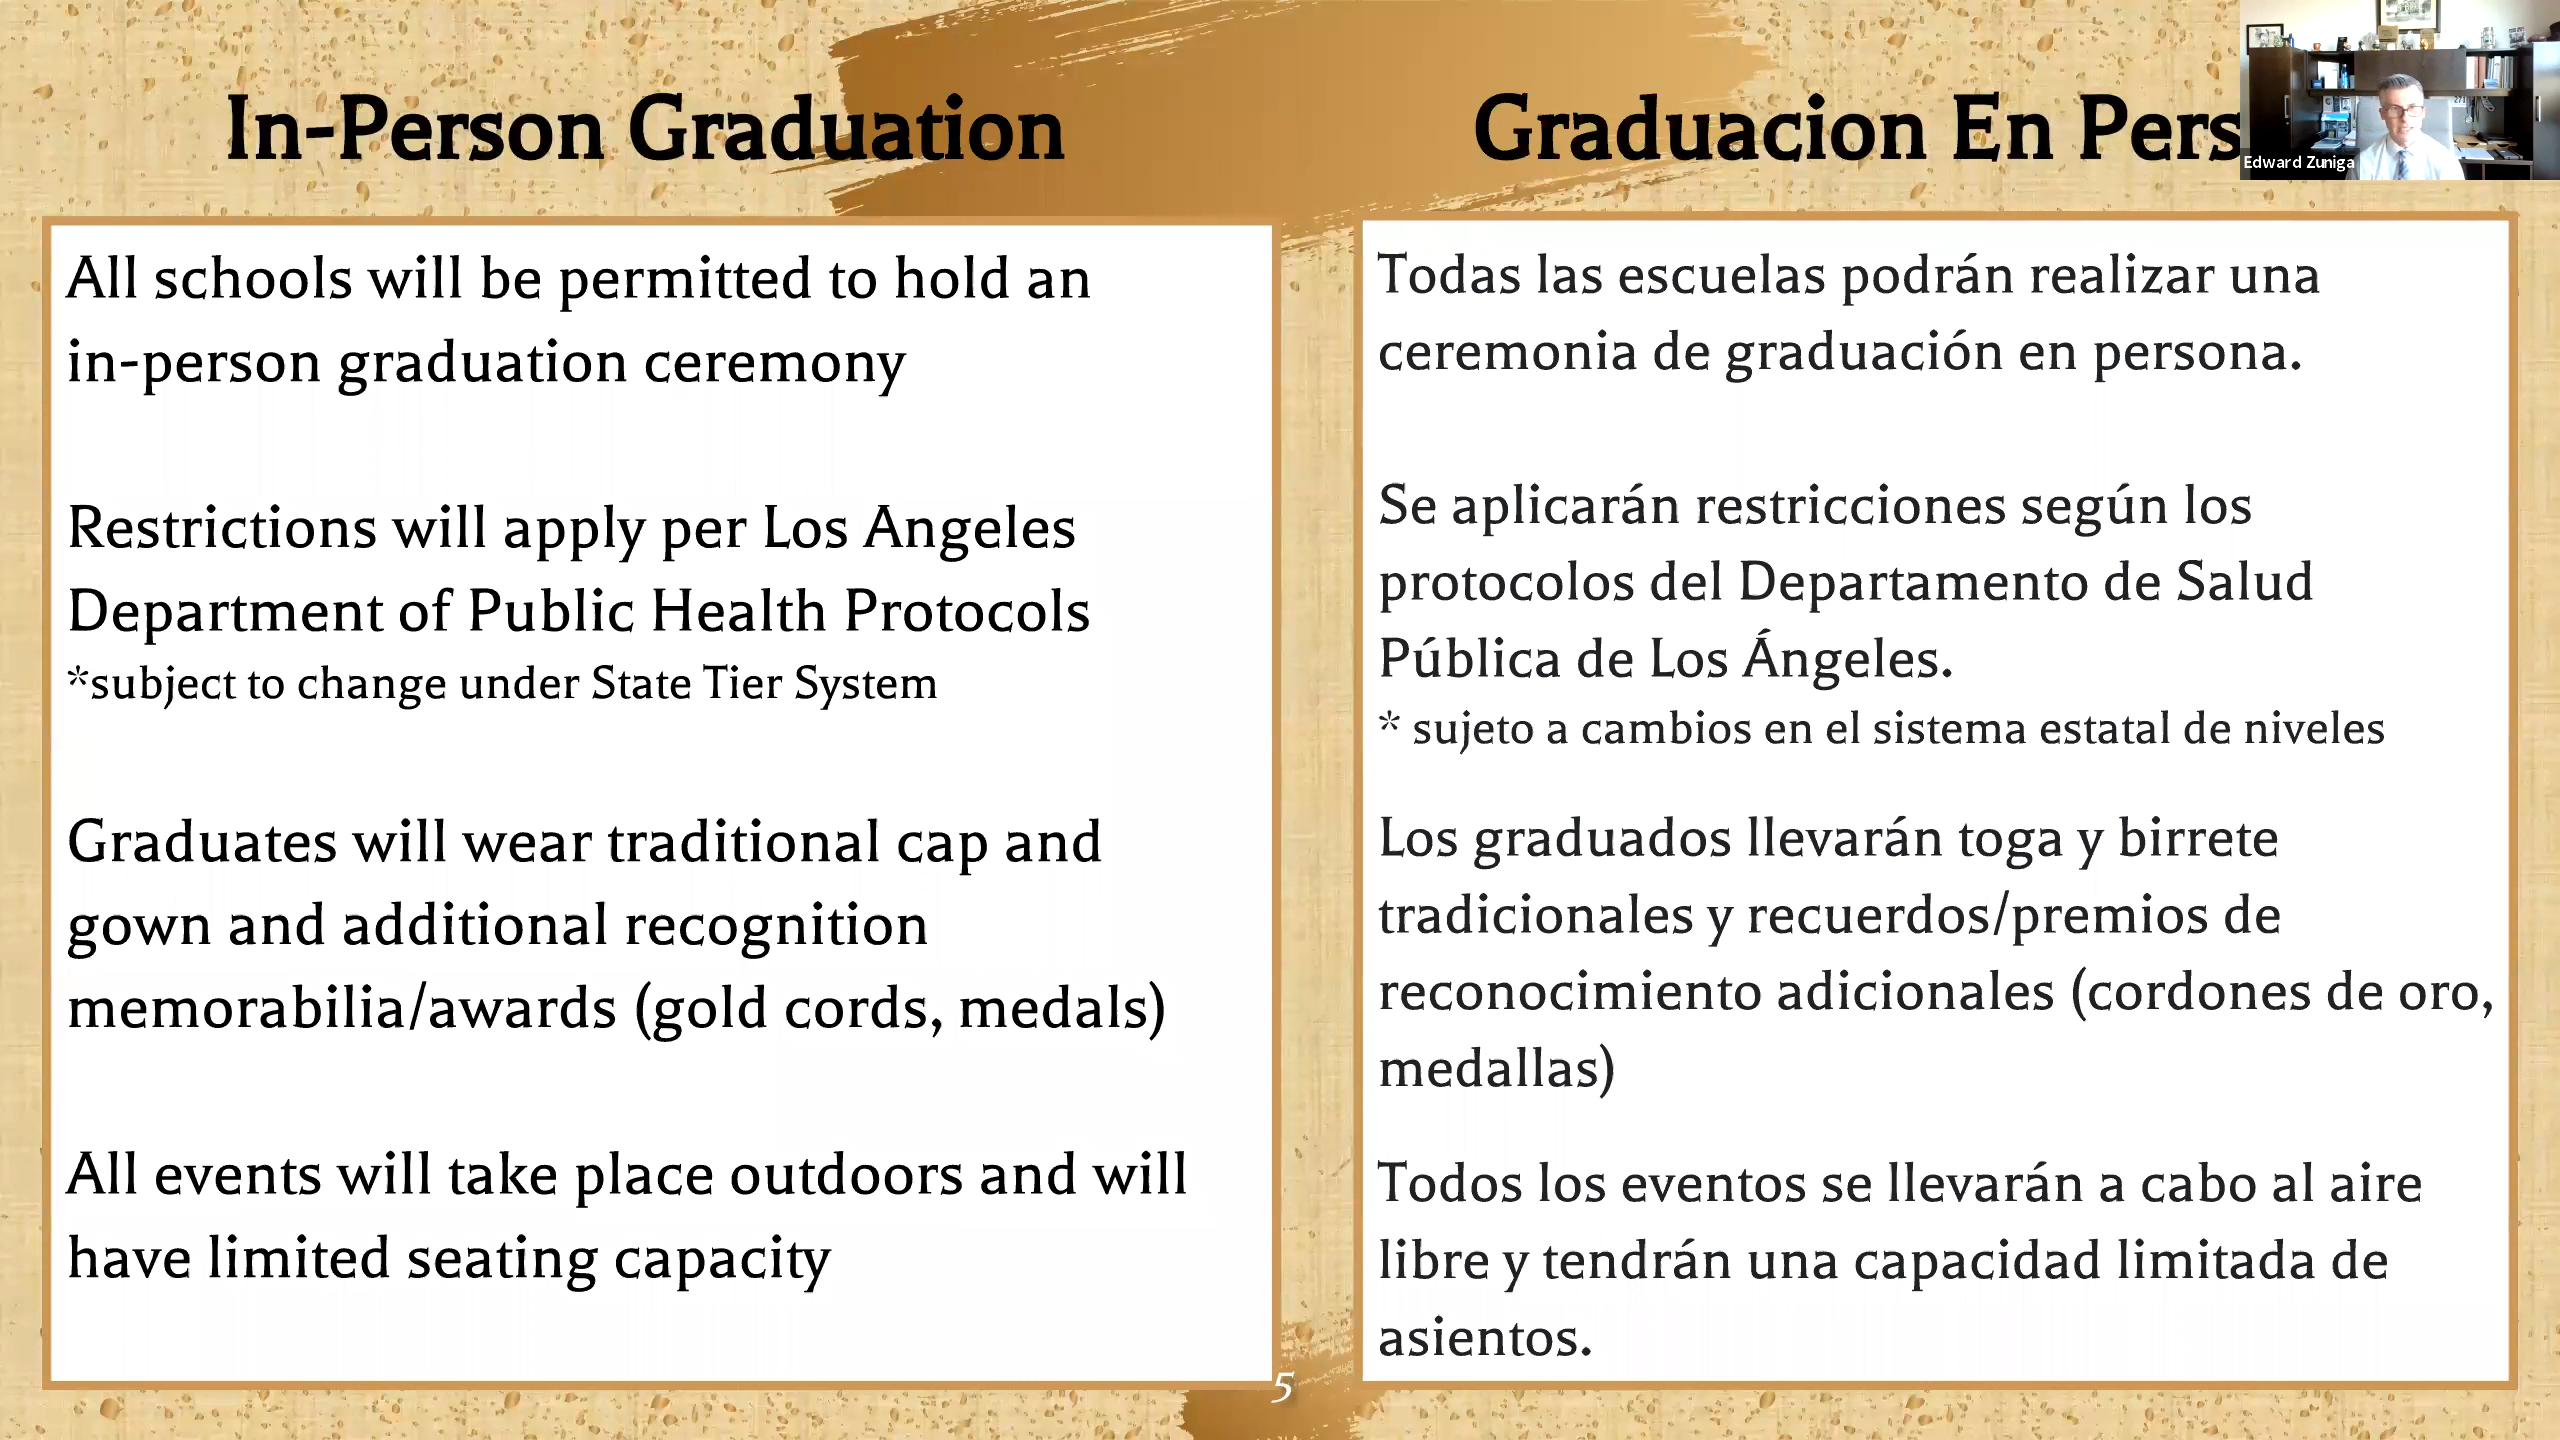 In-Person Graduation
All schools will be permitted to hold an
in-person graduation ceremony
Restrictions will apply per Los Angeles
Department of Public Health Protocols
*subject to change under State Tier System
Graduates will wear traditional cap and
gown and additional recognition
memorabilia/awards (gold cords, medals)
All events will take place outdoors and will
have limited seating capacity
Graduacion En Pers
Edward Zuniga
Todas las escuelas podrán realizar una
ceremonia de graduación en persona.
Se aplicarán restricciones según los
protocolos del Departamento de Salud
Pública de Los Ángeles.
* sujeto a cambios en el sistema estatal de niveles
Los graduados llevarán toga y birrete
tradicionales y recuerdos/premios de
reconocimiento adicionales (cordones de oro,
medallas)
Todos los eventos se llevarán a cabo al aire
libre y tendrán una capacidad limitada de
asientos.
5